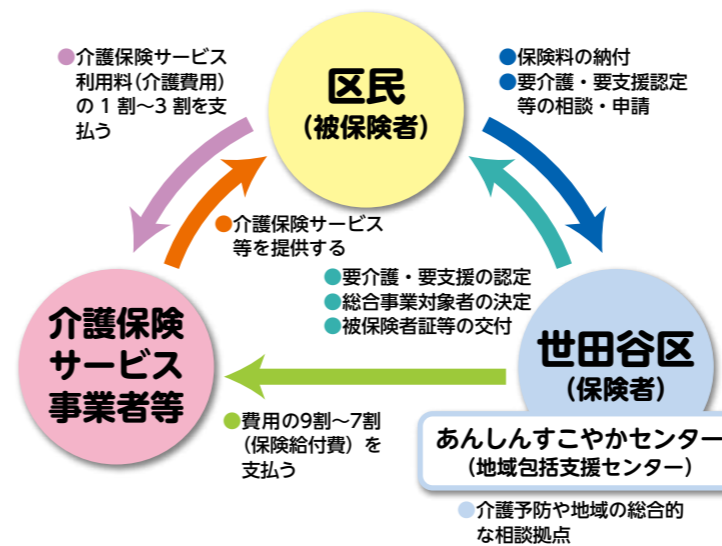 ●介護保険サービス
利用料(介護費用)
の 1 割～3 割を支
払う
区民
(被保険者)
●保険料の納付
●要介護・要支援認定
等の相談・申請
●介護保険サービス
等を提供する
●要介護・要支援の認定
●総合事業対象者の決定
●被保険者証等の交付
介護保険
サービス
事業者等
世田谷区
(保険者)
●費用の9割～7割
(保険給付費) を
支払う
あんしんすこやかセンター
(地域包括支援センター)
●介護予防や地域の総合的
な相談拠点